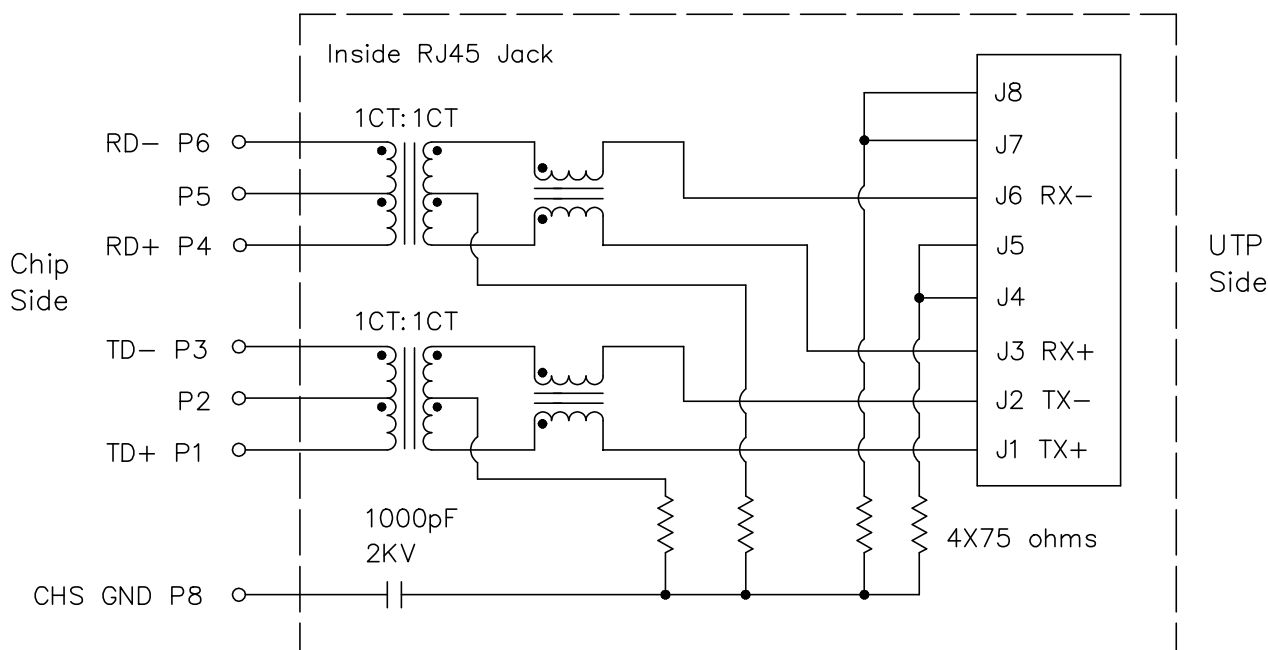 Inside RJ45 Jack
1CT:1CT
RD- P6
P5
RD+ P4
Chip
Side
1CT:1CT
TD- P3
P2
TD+ P1
1000pF
2KV
CHS GND P8
J8
J7
J6 RX-
J5
J4
J3 RX+
J2 TX-
J1 TX+
4X75 ohms
UTP
Side